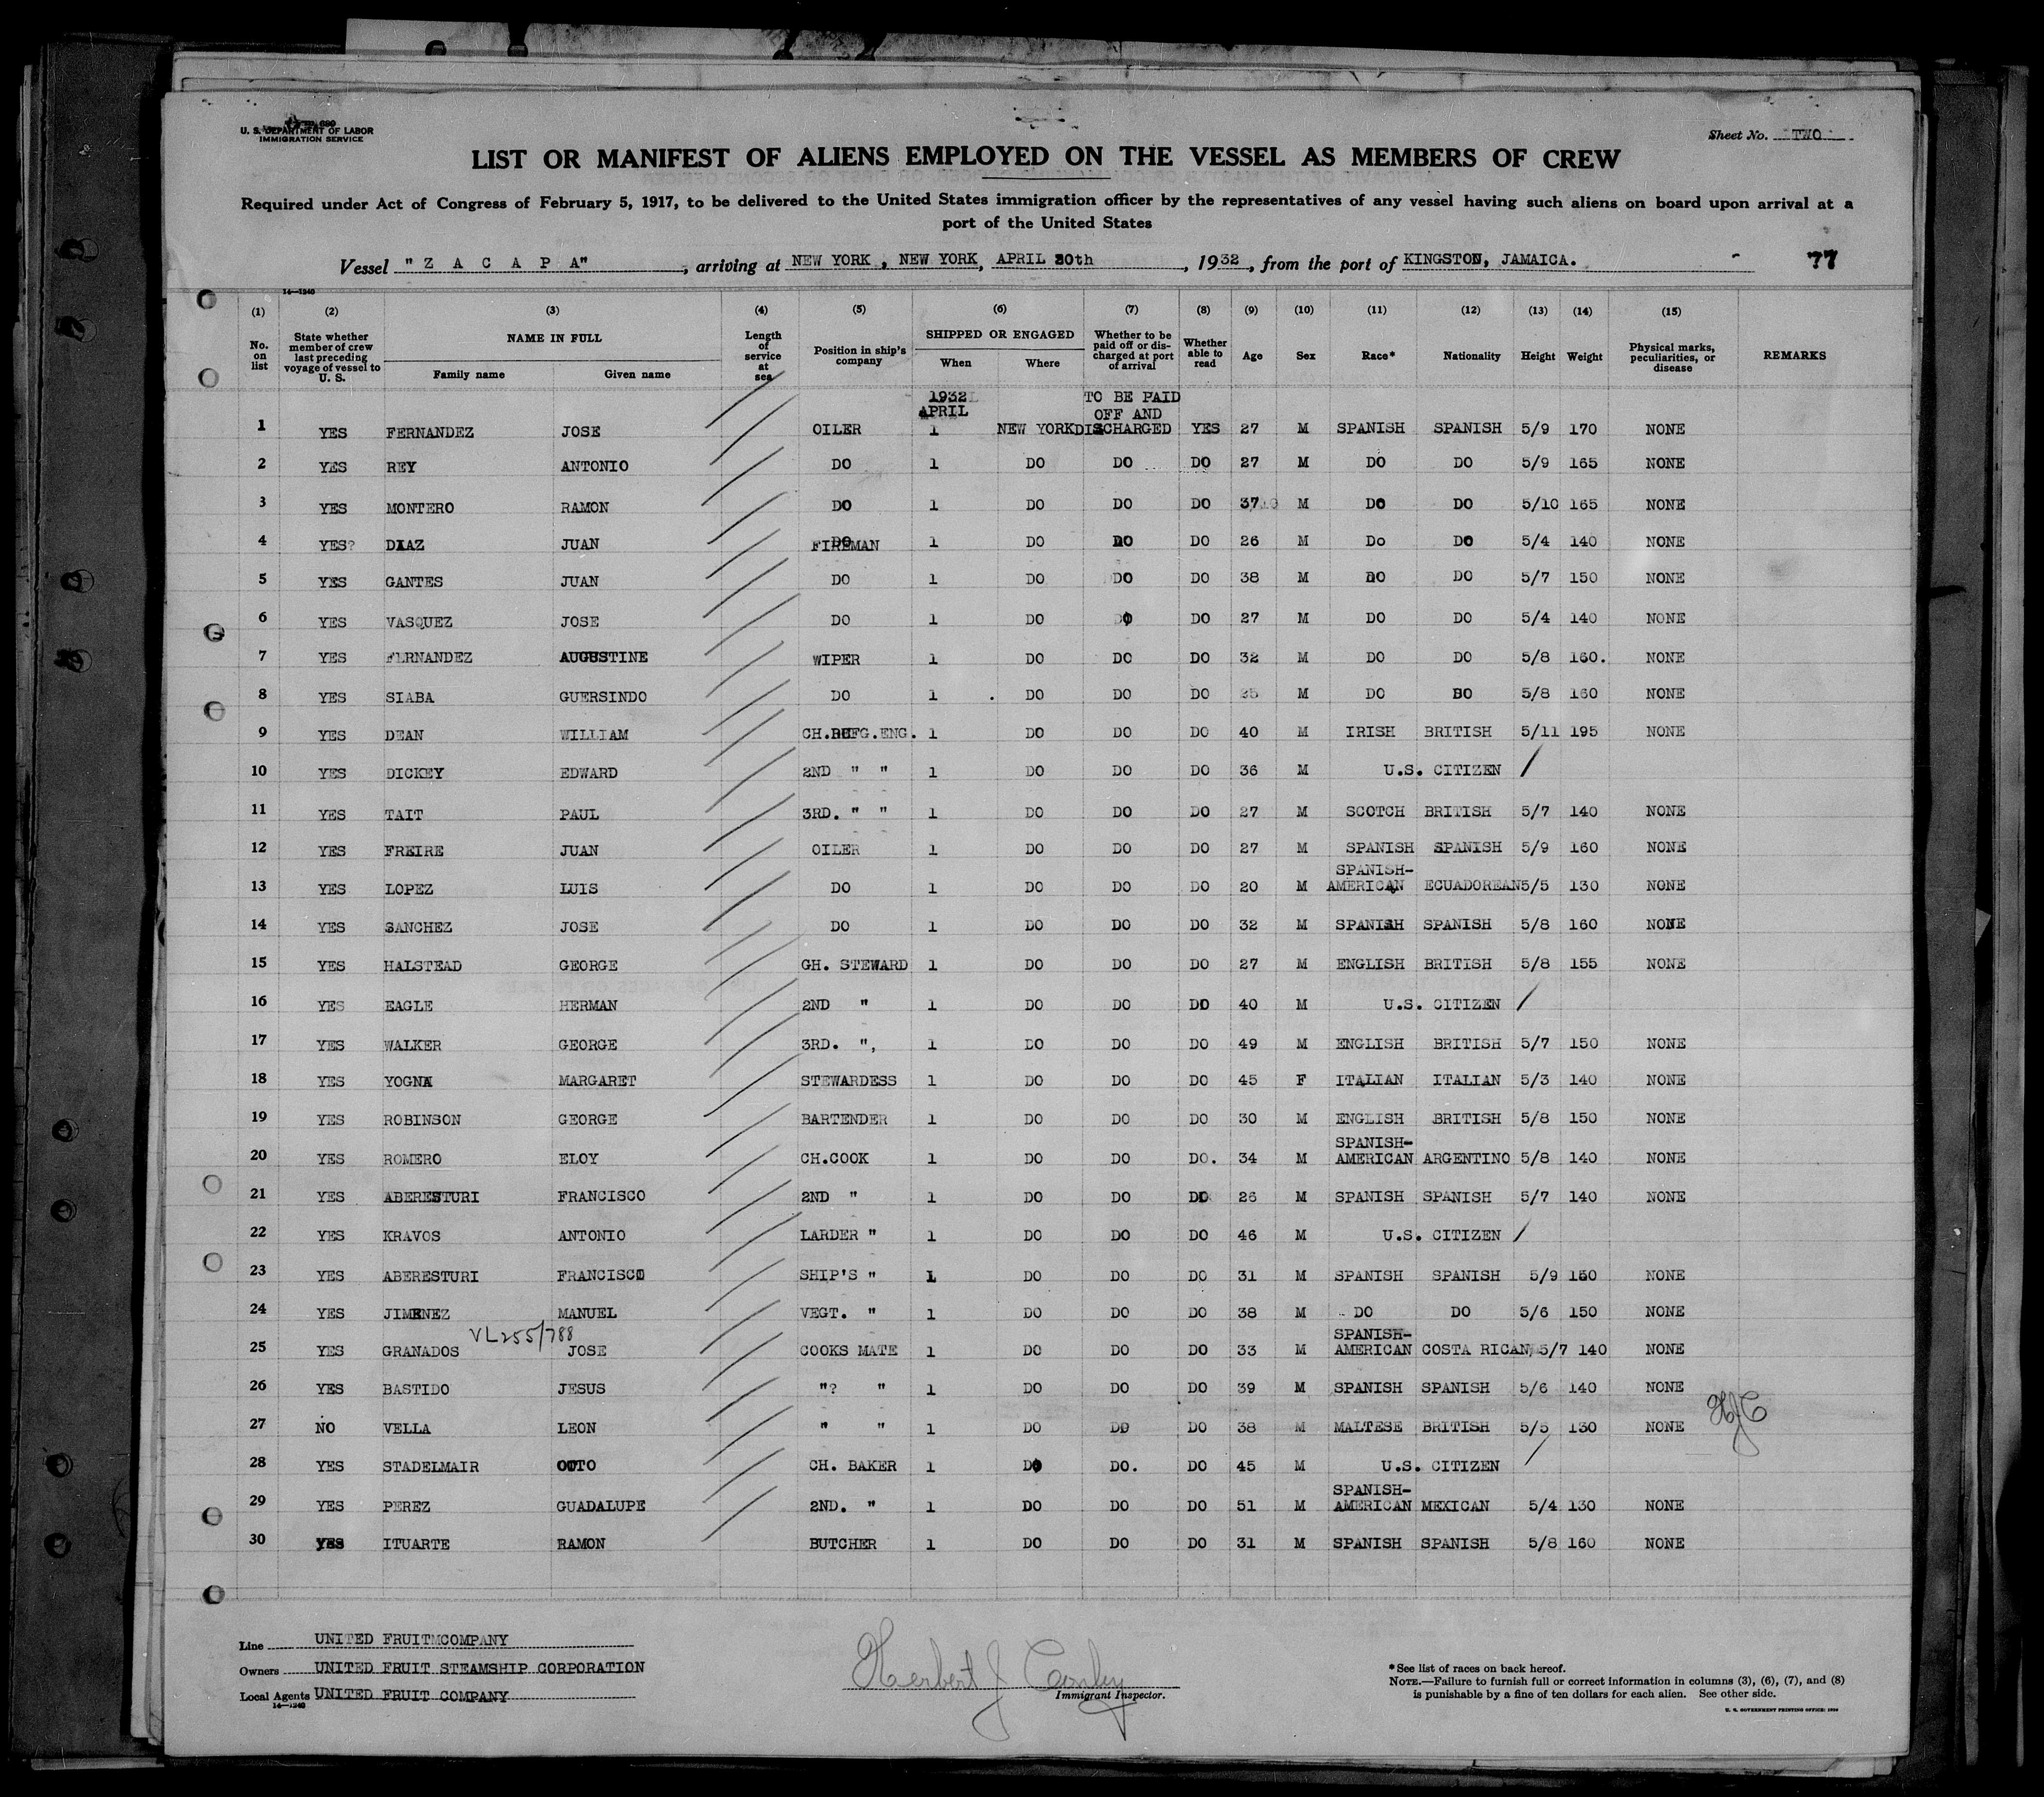 U. S. DEPARTMENT OF LABOR
IMMIGRATION SERVICE
Sheet No. TWO
LIST OR MANIFEST OF ALIENS EMPLOYED ON THE VESSEL AS MEMBERS OF CREW
Required under Act of Congress of February 5, 1917, to be delivered to the United States immigration officer by the representatives of any vessel having such aliens on board upon arrival at a
port of the United States
Vessel "Z A C A P A", arriving at NEW YORK, NEW YORK, APRIL 30th, 1932, from the port of KINGSTON, JAMAICA. 77
14—1240
(1) (2) (3) (4) (5) (6) (7) (8) (9) (10) (11) (12) (13) (14) (15)
No. on list State whether member of crew last preceding voyage of vessel to U. S. NAME IN FULL Family name Given name Length of service at sea Position in ship's company SHIPPED OR ENGAGED When Where Whether to be paid off or discharged at port of arrival Whether able to read Age Sex Race* Nationality Height Weight Physical marks, peculiarities, or disease REMARKS
1932 TO BE PAID
APRIL OFF AND
1 YES FERNANDEZ JOSE OILER 1 NEW YORK DISCHARGED YES 27 M SPANISH SPANISH 5/9 170 NONE
2 YES REY ANTONIO DO 1 DO DO DO 27 M DO DO 5/9 165 NONE
3 YES MONTERO RAMON DO 1 DO DO DO 37 M DO DO 5/10 165 NONE
4 YES? DIAZ JUAN FIREMAN 1 DO DO DO 26 M DO DO 5/4 140 NONE
5 YES GANTES JUAN DO 1 DO DO DO 38 M DO DO 5/7 150 NONE
6 YES VASQUEZ JOSE DO 1 DO DO DO 27 M DO DO 5/4 140 NONE
7 YES FERNANDEZ AUGUSTINE WIPER 1 DO DO DO 32 M DO DO 5/8 160. NONE
8 YES SIABA GUERSINDO DO 1 . DO DO DO 25 M DO DO 5/8 160 NONE
9 YES DEAN WILLIAM CH.REFG.ENG. 1 DO DO DO 40 M IRISH BRITISH 5/11 195 NONE
10 YES DICKEY EDWARD 2ND " " 1 DO DO DO 36 M U.S. CITIZEN /
11 YES TAIT PAUL 3RD. " " 1 DO DO DO 27 M SCOTCH BRITISH 5/7 140 NONE
12 YES FREIRE JUAN OILER 1 DO DO DO 27 M SPANISH SPANISH 5/9 160 NONE
SPANISH-
13 YES LOPEZ LUIS DO 1 DO DO DO 20 M AMERICAN ECUADOREAN 5/5 130 NONE
14 YES SANCHEZ JOSE DO 1 DO DO DO 32 M SPANISH SPANISH 5/8 160 NONE
15 YES HALSTEAD GEORGE GH. STEWARD 1 DO DO DO 27 M ENGLISH BRITISH 5/8 155 NONE
16 YES EAGLE HERMAN 2ND " 1 DO DO DO 40 M U.S. CITIZEN /
17 YES WALKER GEORGE 3RD. ", 1 DO DO DO 49 M ENGLISH BRITISH 5/7 150 NONE
18 YES YOGNA MARGARET STEWARDESS 1 DO DO DO 45 F ITALIAN ITALIAN 5/3 140 NONE
19 YES ROBINSON GEORGE BARTENDER 1 DO DO DO 30 M ENGLISH BRITISH 5/8 150 NONE
SPANISH-
20 YES ROMERO ELOY CH.COOK 1 DO DO DO. 34 M AMERICAN ARGENTINO 5/8 140 NONE
21 YES ABERESTURI FRANCISCO 2ND " 1 DO DO DO 26 M SPANISH SPANISH 5/7 140 NONE
22 YES KRAVOS ANTONIO LARDER " 1 DO DO DO 46 M U.S. CITIZEN /
23 YES ABERESTURI FRANCISCO SHIP'S " 1 DO DO DO 31 M SPANISH SPANISH 5/9 150 NONE
24 YES JIMENEZ MANUEL VEGT. " 1 DO DO DO 38 M DO DO 5/6 150 NONE
VL255/788 SPANISH-
25 YES GRANADOS JOSE COOKS MATE 1 DO DO DO 33 M AMERICAN COSTA RICAN 5/7 140 NONE
26 YES BASTIDO JESUS "? " 1 DO DO DO 39 M SPANISH SPANISH 5/6 140 NONE
27 NO VELLA LEON " " 1 DO DO DO 38 M MALTESE BRITISH 5/5 130 NONE HJC
28 YES STADELMAIR OTTO CH. BAKER 1 DO DO. DO 45 M U.S. CITIZEN /
SPANISH-
29 YES PEREZ GUADALUPE 2ND. " 1 DO DO DO 51 M AMERICAN MEXICAN 5/4 130 NONE
30 YES ITUARTE RAMON BUTCHER 1 DO DO DO 31 M SPANISH SPANISH 5/8 160 NONE
Line UNITED FRUITMCOMPANY
Owners UNITED FRUIT STEAMSHIP CORPORATION
Local Agents UNITED FRUIT COMPANY
14—1240
Herbert J Conley
Immigrant Inspector.
*See list of races on back hereof.
NOTE.—Failure to furnish full or correct information in columns (3), (6), (7), and (8)
is punishable by a fine of ten dollars for each alien. See other side.
U. S. GOVERNMENT PRINTING OFFICE: 1930